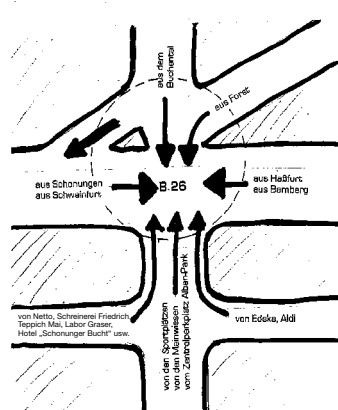 aus dem
Buchental
aus Forst
aus Schonungen
aus Schweinfurt
B 26
aus Haßfurt
aus Bamberg
von Netto, Schreinerei Friedrich,
Teppich Mai, Labor Graser,
Hotel „Schonunger Bucht" usw.
von den Sportplätzen
von den Mainwiesen
vom Zentralparkplatz Alban-Park
von Edeka, Aldi